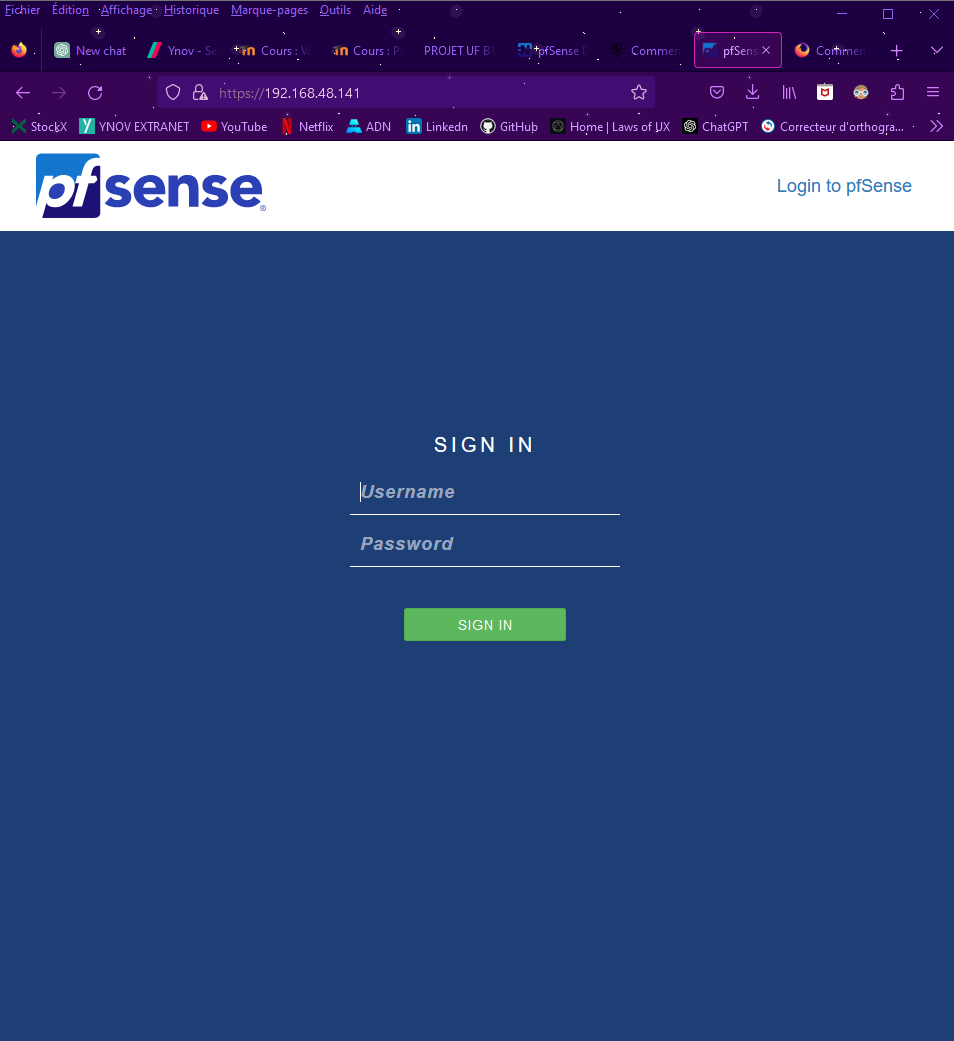 Fichier Édition Affichage Historique Marque-pages Outils Aide
New chat Ynov - Se Cours : Vo Cours : P PROJET UF B1 pfSense D Commen pfSens Commen
https://192.168.48.141
StockX YNOV EXTRANET YouTube Netflix ADN LinkedIn GitHub Home | Laws of UX ChatGPT Correcteur d'orthogra...
pfsense
Login to pfSense
SIGN IN
Username
Password
SIGN IN